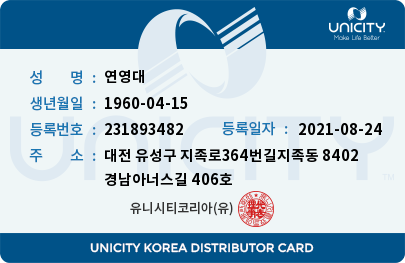 UNICITY
Make Life Better
성 명 : 연영대
생년월일 : 1960-04-15
등록번호 : 231893482 등록일자 : 2021-08-24
주 소 : 대전 유성구 지족로364번길지족동 8402
경남아너스길 406호
유니시티코리아(유)
UNICITY
UNICITY KOREA DISTRIBUTOR CARD